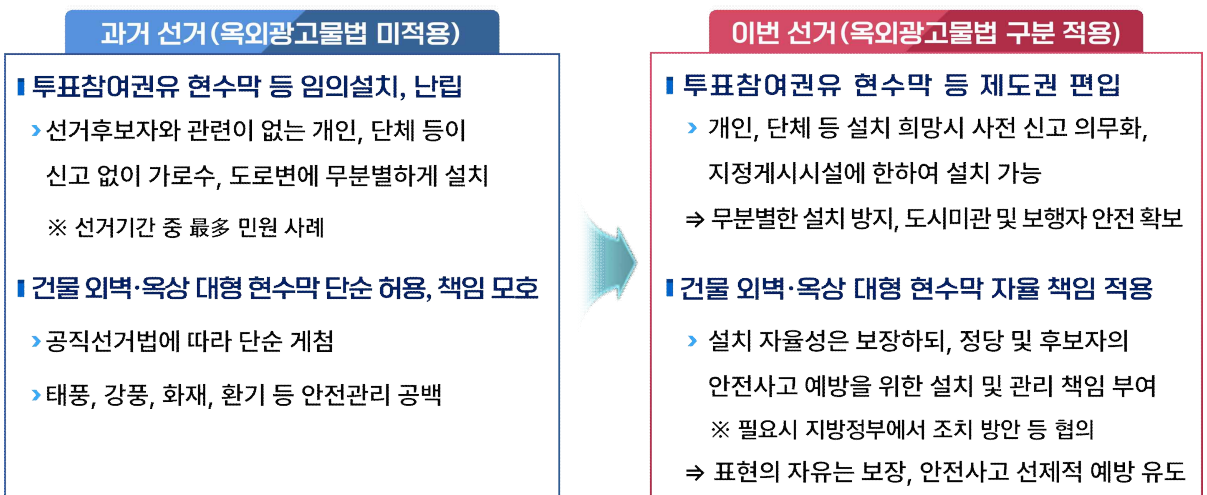 과거 선거(옥외광고물법 미적용)
투표참여권유 현수막 등 임의설치, 난립
› 선거후보자와 관련이 없는 개인, 단체 등이
신고 없이 가로수, 도로변에 무분별하게 설치
※ 선거기간 중 最多 민원 사례
건물 외벽·옥상 대형 현수막 단순 허용, 책임 모호
› 공직선거법에 따라 단순 게첨
› 태풍, 강풍, 화재, 환기 등 안전관리 공백
이번 선거(옥외광고물법 구분 적용)
투표참여권유 현수막 등 제도권 편입
› 개인, 단체 등 설치 희망시 사전 신고 의무화,
지정게시시설에 한하여 설치 가능
⇒ 무분별한 설치 방지, 도시미관 및 보행자 안전 확보
건물 외벽·옥상 대형 현수막 자율 책임 적용
› 설치 자율성은 보장하되, 정당 및 후보자의
안전사고 예방을 위한 설치 및 관리 책임 부여
※ 필요시 지방정부에서 조치 방안 등 협의
⇒ 표현의 자유는 보장, 안전사고 선제적 예방 유도